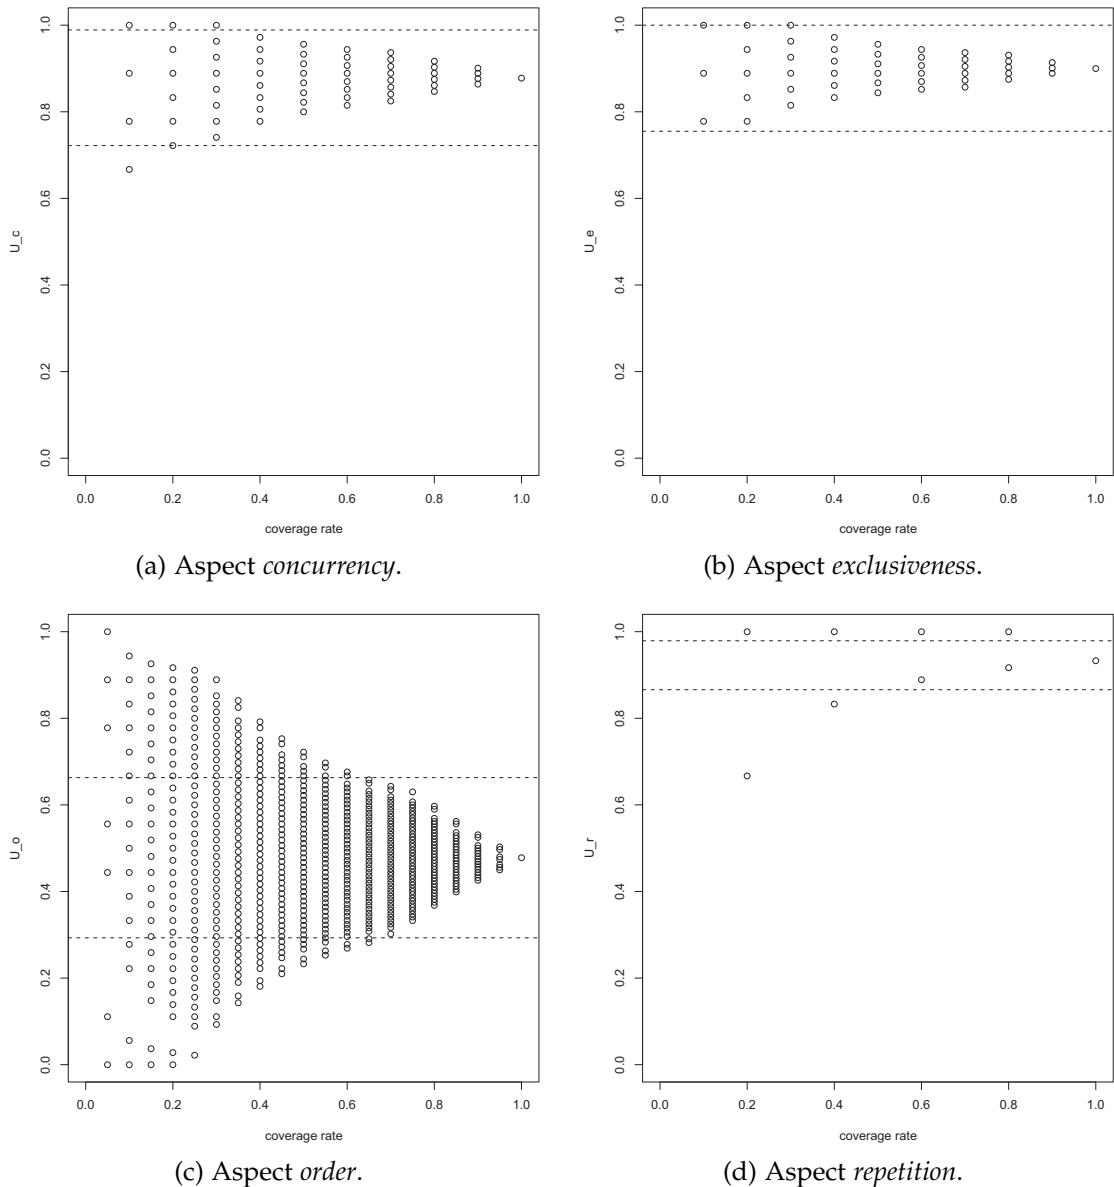 1.0
0.8
0.6
0.4
0.2
0.0
U_c
0.0 0.2 0.4 0.6 0.8 1.0
coverage rate
(a) Aspect concurrency.
1.0
0.8
0.6
0.4
0.2
0.0
U_e
0.0 0.2 0.4 0.6 0.8 1.0
coverage rate
(b) Aspect exclusiveness.
1.0
0.8
0.6
0.4
0.2
0.0
U_o
0.0 0.2 0.4 0.6 0.8 1.0
coverage rate
(c) Aspect order.
1.0
0.8
0.6
0.4
0.2
0.0
U_r
0.0 0.2 0.4 0.6 0.8 1.0
coverage rate
(d) Aspect repetition.